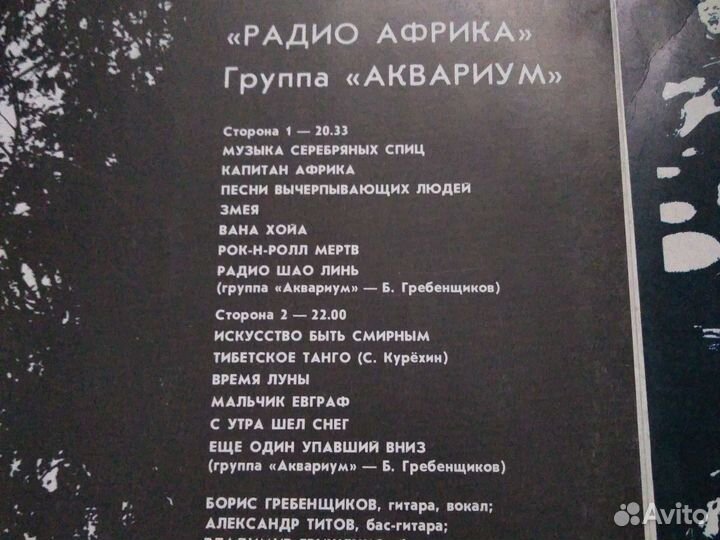 «РАДИО АФРИКА»
Группа «АКВАРИУМ»
Сторона 1 — 20.33
МУЗЫКА СЕРЕБРЯНЫХ СПИЦ
КАПИТАН АФРИКА
ПЕСНИ ВЫЧЕРПЫВАЮЩИХ ЛЮДЕЙ
ЗМЕЯ
ВАНА ХОЙА
РОК-Н-РОЛЛ МЕРТВ
РАДИО ШАО ЛИНЬ
(группа «Аквариум» — Б. Гребенщиков)
Сторона 2 — 22.00
ИСКУССТВО БЫТЬ СМИРНЫМ
ТИБЕТСКОЕ ТАНГО (С. Курёхин)
ВРЕМЯ ЛУНЫ
МАЛЬЧИК ЕВГРАФ
С УТРА ШЕЛ СНЕГ
ЕЩЕ ОДИН УПАВШИЙ ВНИЗ
(группа «Аквариум» — Б. Гребенщиков)
БОРИС ГРЕБЕНЩИКОВ, гитара, вокал;
АЛЕКСАНДР ТИТОВ, бас-гитара;
Avito